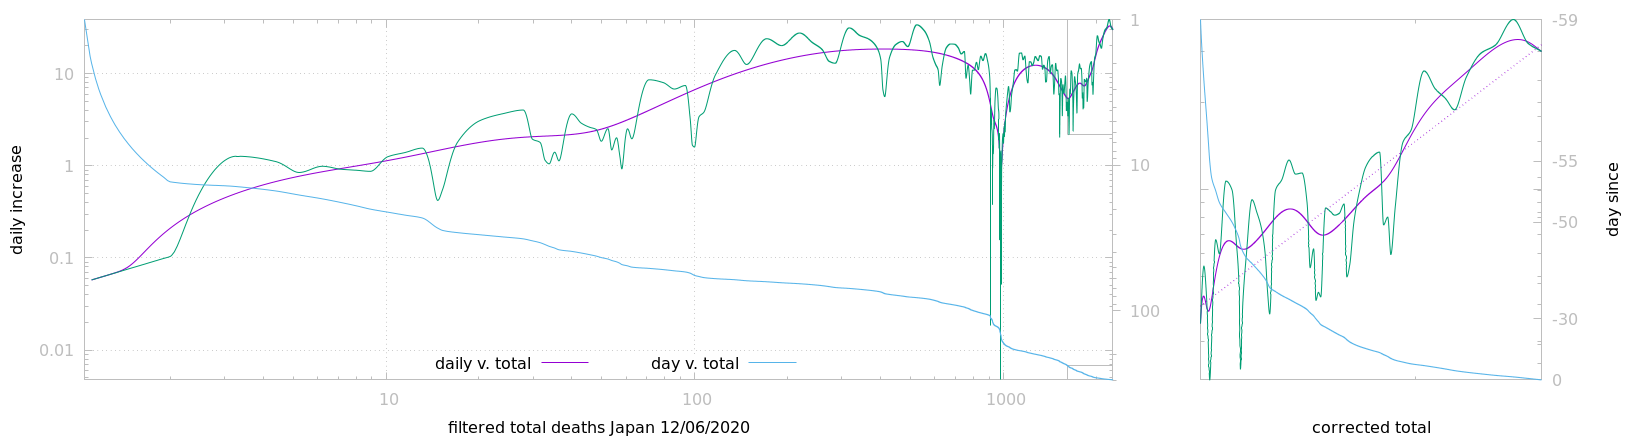 daily increase
10
1
0.1
0.01
10
100
1000
1
10
100
daily v. total
day v. total
filtered total deaths Japan 12/06/2020
-59
-55
-50
-30
0
day since
corrected total